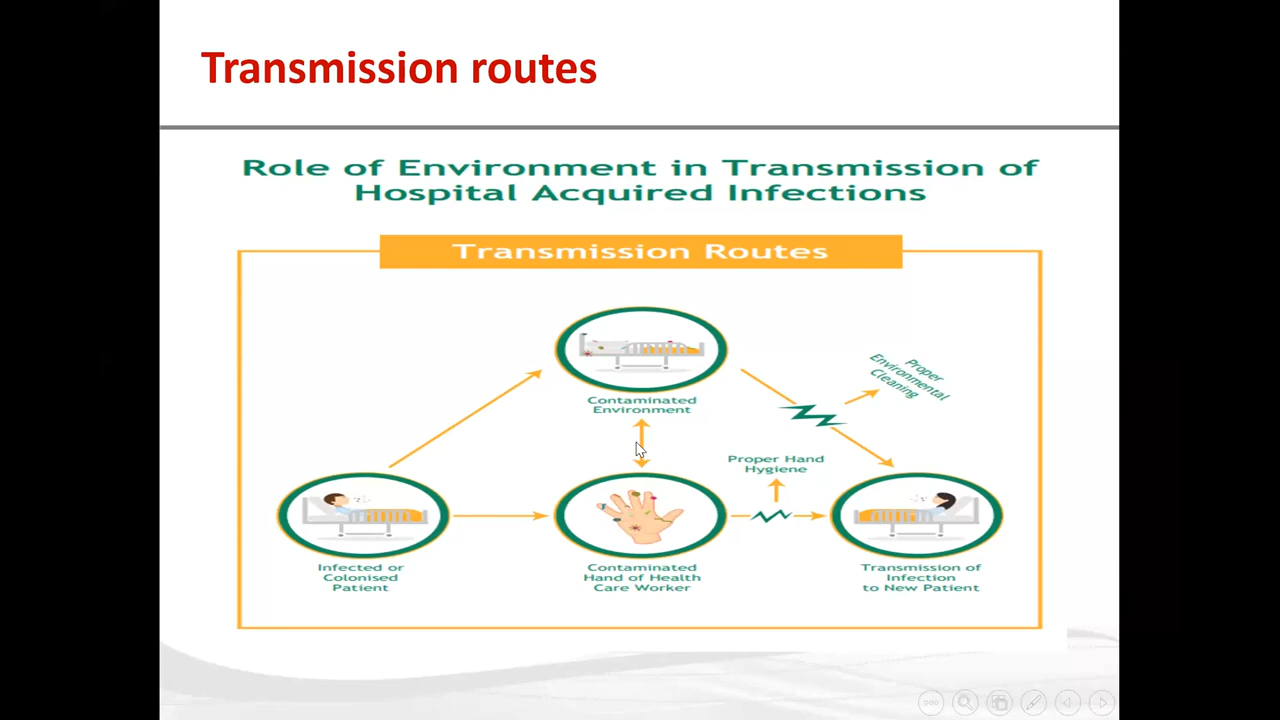 Transmission routes
Role of Environment in Transmission of
Hospital Acquired Infections
Transmission Routes
Contaminated
Environment
Proper
Environmental
Cleaning
Proper Hand
Hygiene
Infected or
Colonised
Patient
Contaminated
Hand of Health
Care Worker
Transmission of
Infection
to New Patient